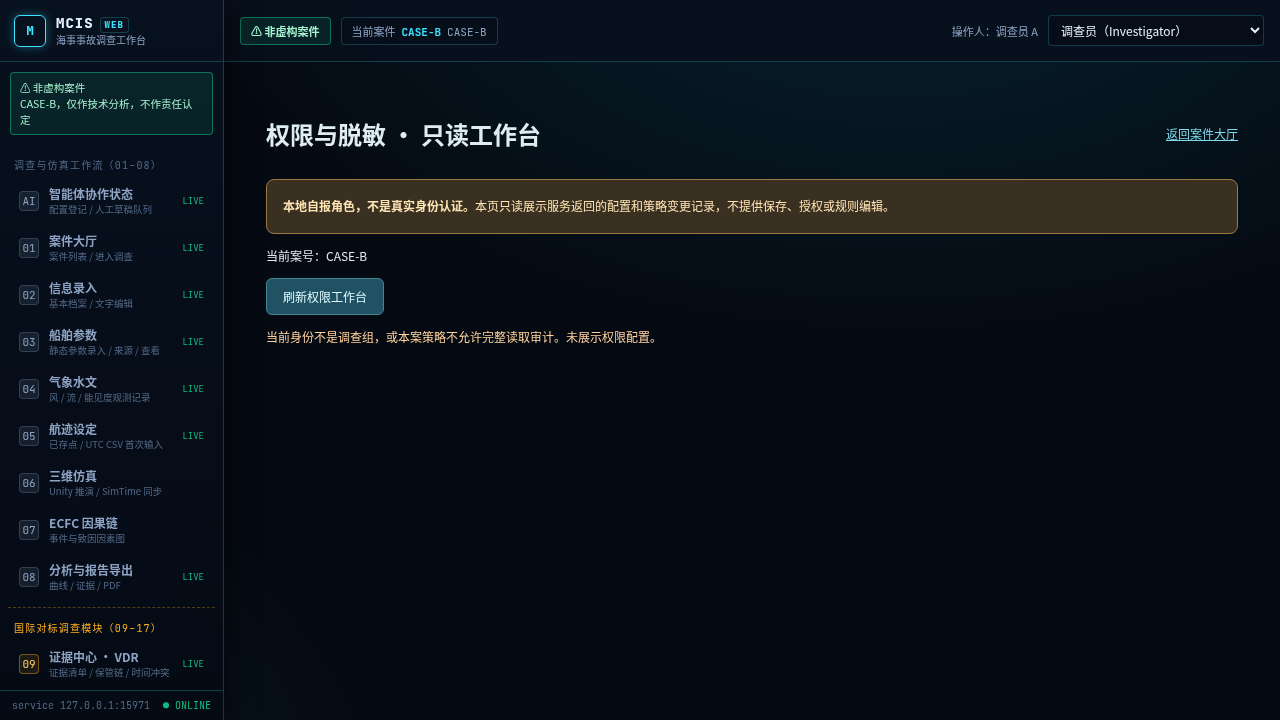 M
MCIS WEB
海事事故调查工作台
⚠ 非虚构案件
CASE-B，仅作技术分析，不作责任认
定
调查与仿真工作流（01–08）
AI 智能体协作状态 LIVE
配置登记 / 人工草稿队列
01 案件大厅 LIVE
案件列表 / 进入调查
02 信息录入 LIVE
基本档案 / 文字编辑
03 船舶参数 LIVE
静态参数录入 / 来源 / 查看
04 气象水文 LIVE
风 / 流 / 能见度观测记录
05 航迹设定 LIVE
已存点 / UTC CSV 首次输入
06 三维仿真
Unity 推演 / SimTime 同步
07 ECFC 因果链
事件与致因因素图
08 分析与报告导出 LIVE
曲线 / 证据 / PDF
国际对标调查模块（09–17）
09 证据中心 · VDR LIVE
证据清单 / 保管链 / 时间冲突
service 127.0.0.1:15971 ● ONLINE
⚠ 非虚构案件
当前案件 CASE-B CASE-B
操作人：调查员 A
调查员（Investigator）
权限与脱敏 · 只读工作台
返回案件大厅
本地自报角色，不是真实身份认证。本页只读展示服务返回的配置和策略变更记录，不提供保存、授权或规则编辑。
当前案号：CASE-B
刷新权限工作台
当前身份不是调查组，或本案策略不允许完整读取审计。未展示权限配置。